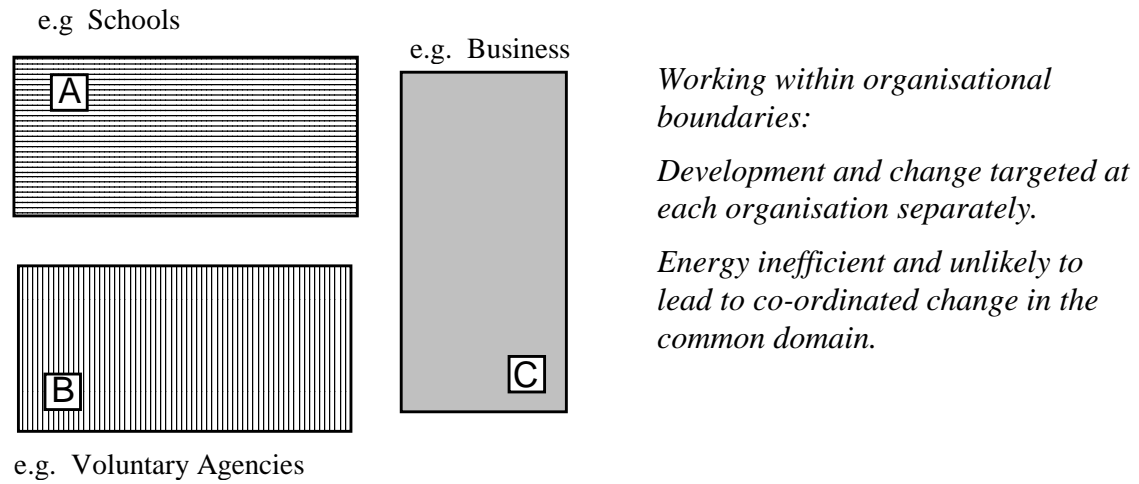 e.g Schools
A
B
e.g. Voluntary Agencies
e.g. Business
C
Working within organisational
boundaries:
Development and change targeted at
each organisation separately.
Energy inefficient and unlikely to
lead to co-ordinated change in the
common domain.